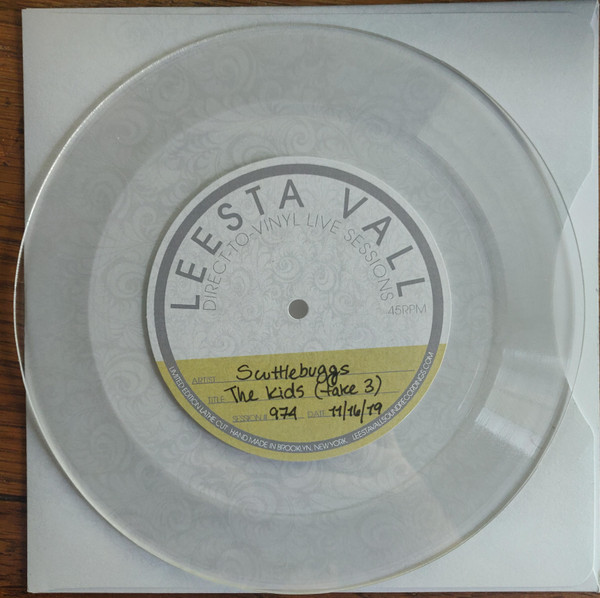 LEESTA VALL
DIRECT-TO-VINYL LIVE SESSIONS
45RPM
ARTIST Scuttlebuggs
TITLE The Kids (take 3)
SESSION # 974 DATE 11/16/19
LIMITED EDITION LATHE CUT · HAND MADE IN BROOKLYN, NEW YORK · LEESTAVALLSOUNDRECORDINGS.COM